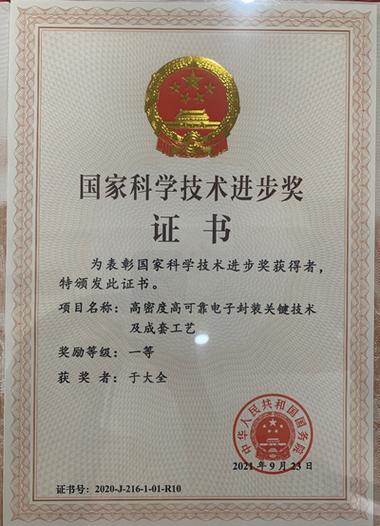 国家科学技术进步奖
证书
为表彰国家科学技术进步奖获得者，
特颁发此证书。
项目名称：高密度高可靠电子封装关键技术
及成套工艺
奖励等级：一等
获奖者：于大全
中华人民共和国国务院
2021年9月23日
证书号：2020-J-216-1-01-R10